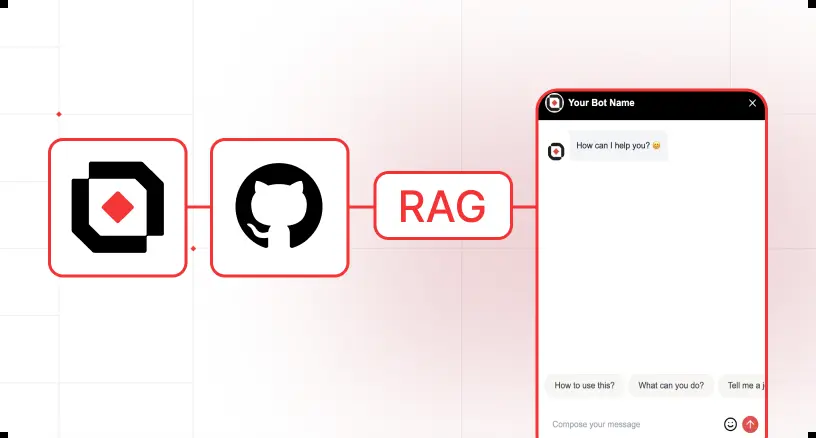 RAG
Your Bot Name
How can I help you? 😊
How to use this?
What can you do?
Tell me a
Compose your message